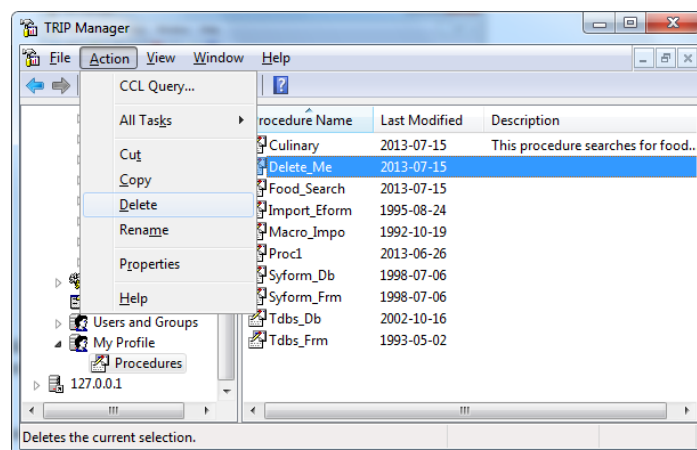 TRIP Manager
File Action View Window Help
CCL Query...
All Tasks
Cut
Copy
Delete
Rename
Properties
Help
Users and Groups
My Profile
Procedures
127.0.0.1
rocedure Name Last Modified Description
Culinary 2013-07-15 This procedure searches for food..
Delete_Me 2013-07-15
Food_Search 2013-07-15
Import_Eform 1995-08-24
Macro_Impo 1992-10-19
Proc1 2013-06-26
Syform_Db 1998-07-06
Syform_Frm 1998-07-06
Tdbs_Db 2002-10-16
Tdbs_Frm 1993-05-02
Deletes the current selection.